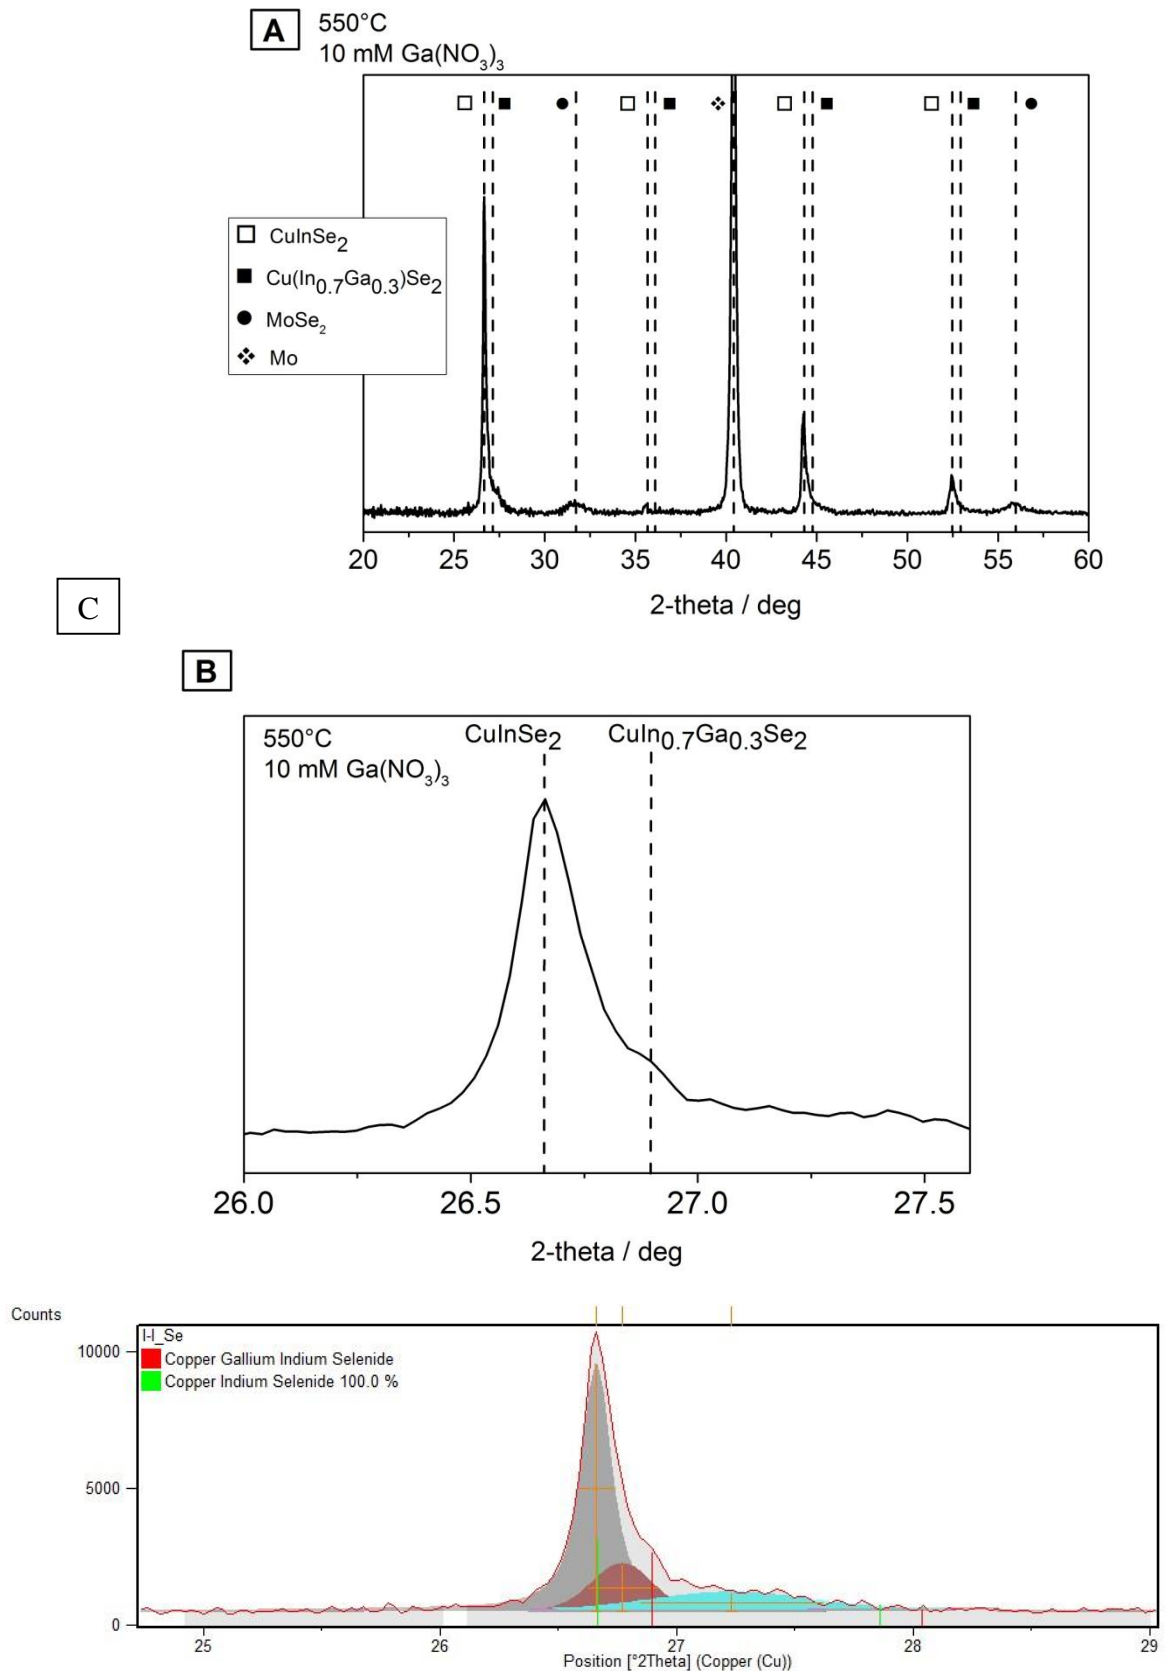 A
550°C
10 mM Ga(NO3)3
CuInSe2
Cu(In0.7Ga0.3)Se2
MoSe2
Mo
20 25 30 35 40 45 50 55 60
2-theta / deg
C
B
550°C
10 mM Ga(NO3)3
CuInSe2 CuIn0.7Ga0.3Se2
26.0 26.5 27.0 27.5
2-theta / deg
Counts
I-I_Se
Copper Gallium Indium Selenide
Copper Indium Selenide 100.0 %
10000
5000
0
25 26 27 28 29
Position [°2Theta] (Copper (Cu))